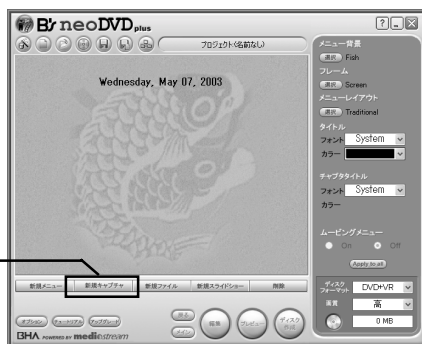 B's neoDVD plus
プロジェクト(名前なし)
Wednesday, May 07, 2003
メニュー背景
選択 Fish
フレーム
選択 Screen
メニューレイアウト
選択 Traditional
タイトル
フォント System
カラー
チャプタタイトル
フォント System
カラー
ムービングメニュー
On Off
Apply to all
新規メニュー 新規キャプチャ 新規ファイル 新規スライドショー 削除
ディスクフォーマット DVD+VR
画質 高
0 MB
オプション チュートリアル アップグレード
戻る
メイン
編集 プレビュー ディスク作成
BHA POWERED BY mediostream